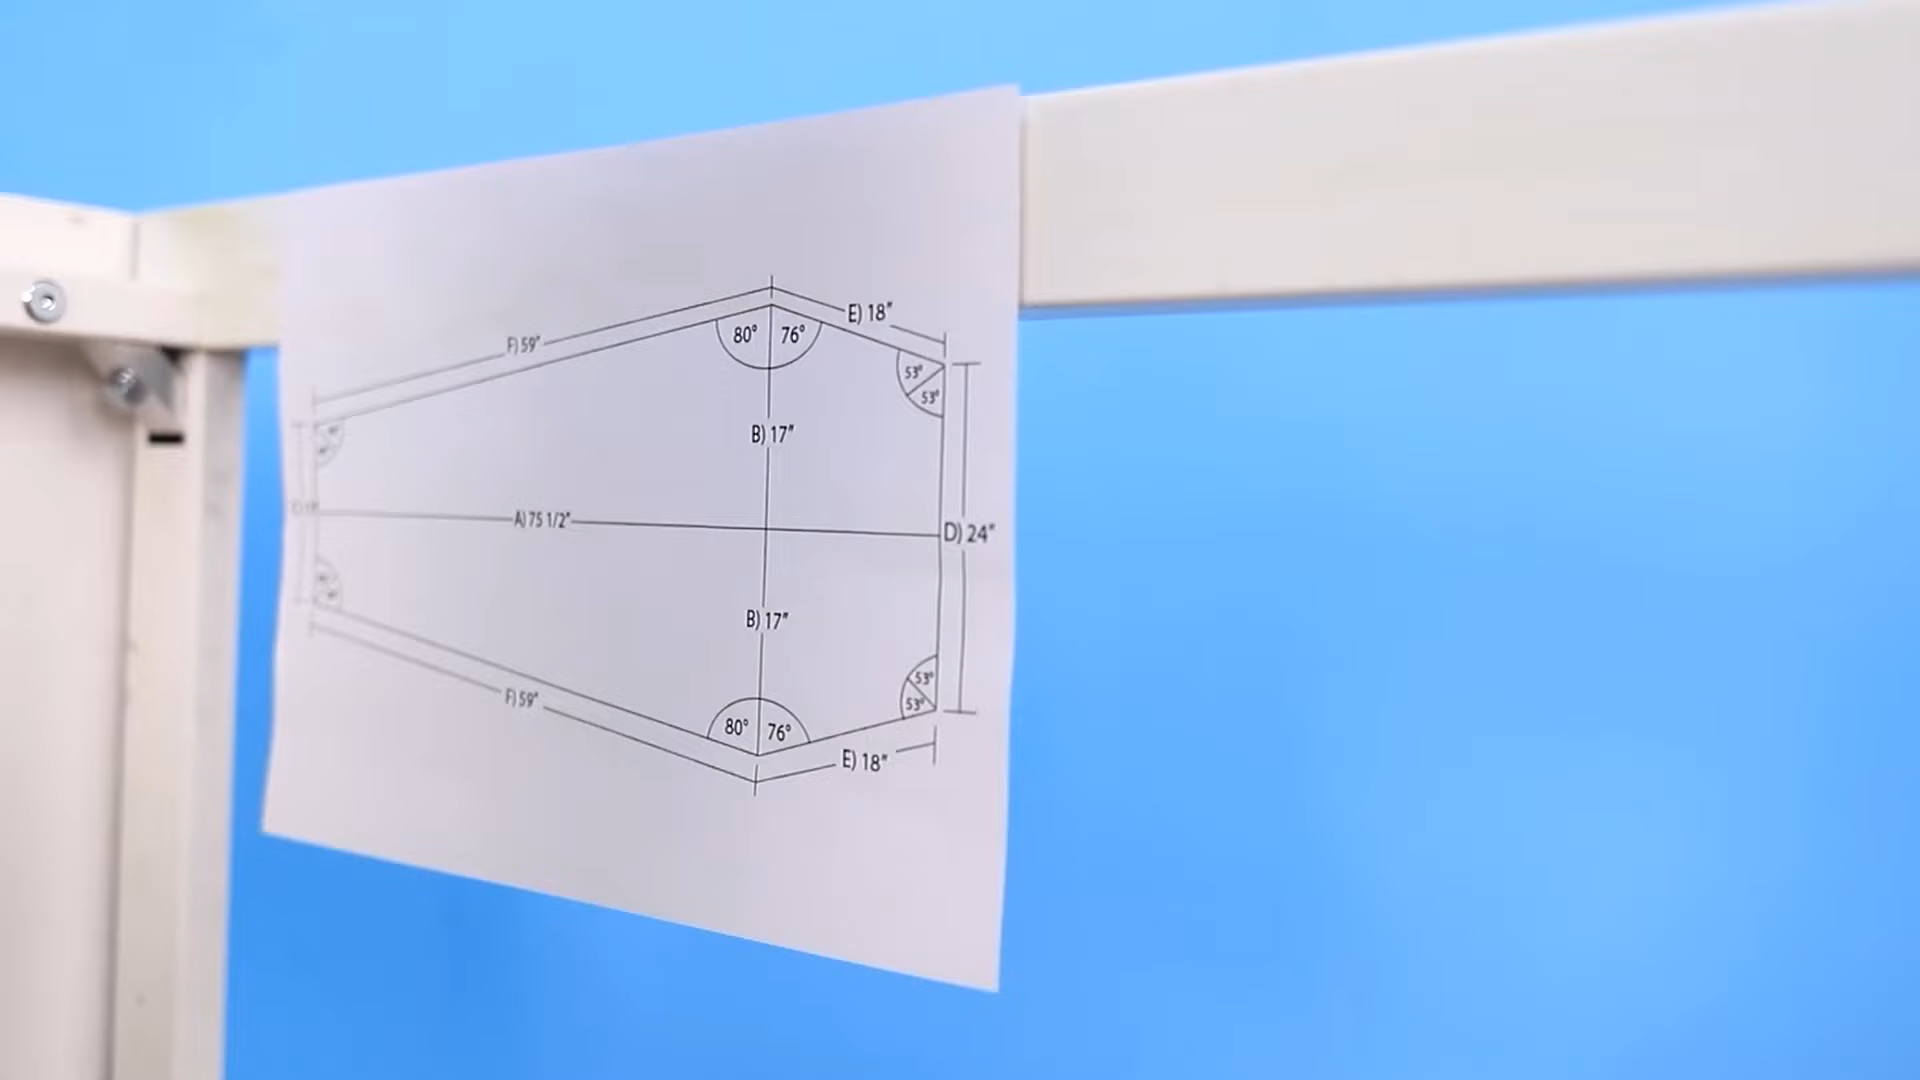 E) 18"
F) 59"
80° 76°
53°
53°
B) 17"
A) 75 1/2"
D) 24"
B) 17"
53°
53°
F) 59"
80° 76°
E) 18"